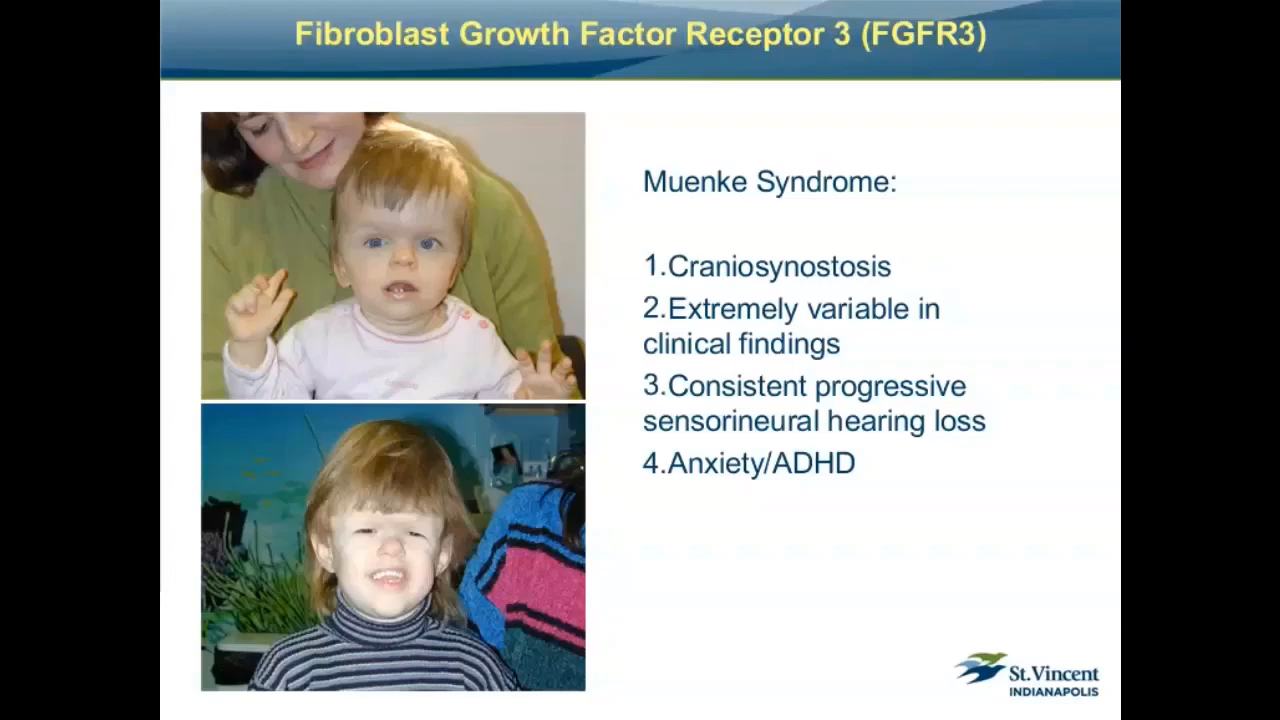 Fibroblast Growth Factor Receptor 3 (FGFR3)
Muenke Syndrome:
1.Craniosynostosis
2.Extremely variable in
clinical findings
3.Consistent progressive
sensorineural hearing loss
4.Anxiety/ADHD
St.Vincent
INDIANAPOLIS